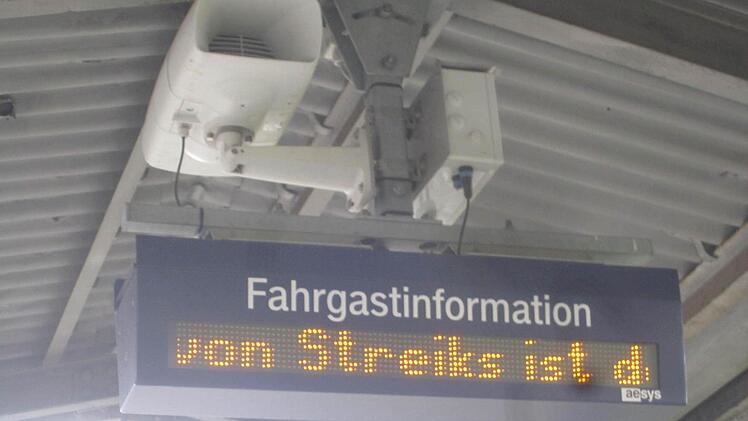 Fahrgastinformation
von Streiks ist d
aesys